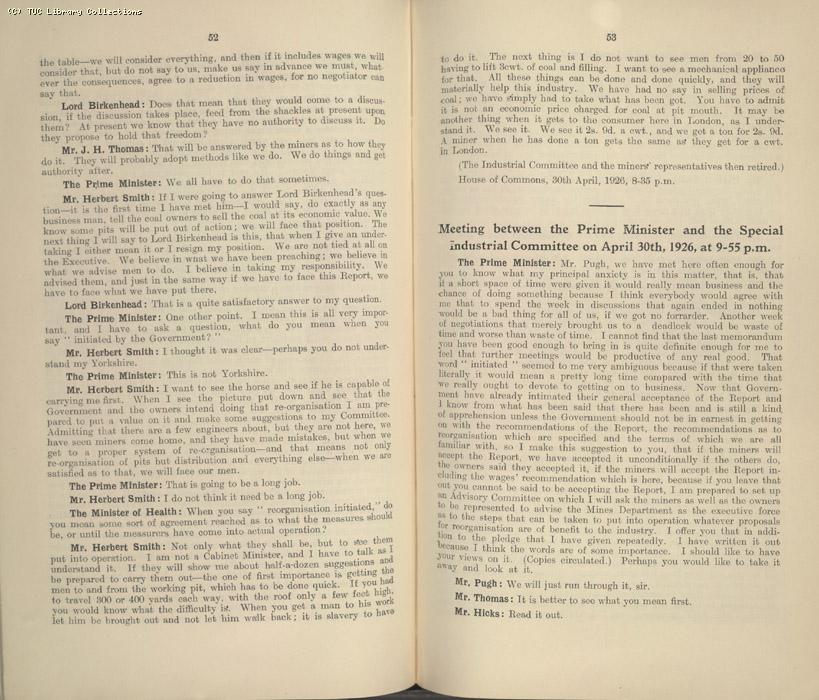 (C) TUC Library Collections
52
the table—we will consider everything, and then if it includes wages we will
consider that, but do not say to us, make us say in advance we must, what-
ever the consequences, agree to a reduction in wages, for no negotiator can
say that.
Lord Birkenhead: Does that mean that they would come to a discus-
sion, if the discussion takes place, feed from the shackles at present upon
them? At present we know that they have no authority to discuss it. Do
they propose to hold that freedom?
Mr. J. H. Thomas: That will be answered by the miners as to how they
do it. They will probably adopt methods like we do. We do things and get
authority after.
The Prime Minister: We all have to do that sometimes.
Mr. Herbert Smith: If I were going to answer Lord Birkenhead's ques-
tion—it is the first time I have met him—I would say, do exactly as any
business man, tell the coal owners to sell the coal at its economic value. We
know some pits will be put out of action; we will face that position. The
next thing I will say to Lord Birkenhead is this, that when I give an under-
taking I either mean it or I resign my position. We are not tied at all on
the Executive. We believe in what we have been preaching; we believe in
what we advise men to do. I believe in taking my responsibility. We
advised them, and just in the same way if we have to face this Report, we
have to face what we have put there.
Lord Birkenhead: That is a quite satisfactory answer to my question.
The Prime Minister: One other point. I mean this is all very impor-
tant, and I have to ask a question, what do you mean when you
say " initiated by the Government? "
Mr. Herbert Smith: I thought it was clear—perhaps you do not under-
stand my Yorkshire.
The Prime Minister: This is not Yorkshire.
Mr. Herbert Smith: I want to see the horse and see if he is capable of
carrying me first. When I see the picture put down and see that the
Government and the owners intend doing that re-organisation I am pre-
pared to put a value on it and make some suggestions to my Committee.
Admitting that there are a few engineers about, but they are not here, we
have seen miners come home, and they have made mistakes, but when we
get to a proper system of re-organisation—and that means not only
re-organisation of pits but distribution and everything else—when we are
satisfied as to that, we will face our men.
The Prime Minister: That is going to be a long job.
Mr. Herbert Smith: I do not think it need be a long job.
The Minister of Health: When you say " reorganisation initiated," do
you mean some sort of agreement reached as to what the measures should
be, or until the measures have come into actual operation?
Mr. Herbert Smith: Not only what they shall be, but to see them
put into operation. I am not a Cabinet Minister, and I have to talk as I
understand it. If they will show me about half-a-dozen suggestions and
be prepared to carry them out—the one of first importance is getting the
men to and from the working pit, which has to be done quick. If you had
to travel 300 or 400 yards each way, with the roof only a few feet high,
you would know what the difficulty is. When you get a man to his work
let him be brought out and not let him walk back; it is slavery to have
53
to do it. The next thing is I do not want to see men from 20 to 50
having to lift 3cwt. of coal and filling. I want to see a mechanical appliance
for that. All these things can be done and done quickly, and they will
materially help this industry. We have had no say in selling prices of
coal; we have simply had to take what has been got. You have to admit
it is not an economic price charged for coal at pit mouth. It may be
another thing when it gets to the consumer here in London, as I under-
stand it. We see it. We see it 2s. 9d. a cwt., and we get a ton for 2s. 9d.
A miner when he has done a ton gets the same as they get for a cwt.
in London.
(The Industrial Committee and the miners' representatives then retired.)
House of Commons, 30th April, 1926, 8-35 p.m.
Meeting between the Prime Minister and the Special
Industrial Committee on April 30th, 1926, at 9-55 p.m.
The Prime Minister: Mr. Pugh, we have met here often enough for
you to know what my principal anxiety is in this matter, that is, that
if a short space of time were given it would really mean business and the
chance of doing something because I think everybody would agree with
me that to spend the week in discussions that again ended in nothing
would be a bad thing for all of us, if we got no forrarder. Another week
of negotiations that merely brought us to a deadlock would be waste of
time and worse than waste of time. I cannot find that the last memorandum
you have been good enough to bring in is quite definite enough for me to
feel that further meetings would be productive of any real good. That
word " initiated " seemed to me very ambiguous because if that were taken
literally it would mean a pretty long time compared with the time that
we really ought to devote to getting on to business. Now that Govern-
ment have already intimated their general acceptance of the Report and
I know from what has been said that there has been and is still a kind
of apprehension unless the Government should not be in earnest in getting
on with the recommendations of the Report, the recommendations as to
reorganisation which are specified and the terms of which we are all
familiar with, so I make this suggestion to you, that if the miners will
accept the Report, we have accepted it unconditionally if the others do,
the owners said they accepted it, if the miners will accept the Report in-
cluding the wages' recommendation which is here, because if you leave that
out you cannot be said to be accepting the Report, I am prepared to set up
an Advisory Committee on which I will ask the miners as well as the owners
to be represented to advise the Mines Department as the executive force
as to the steps that can be taken to put into operation whatever proposals
for reorganisation are of benefit to the industry. I offer you that in addi-
tion to the pledge that I have given repeatedly. I have written it out
because I think the words are of some importance. I should like to have
your views on it. (Copies circulated.) Perhaps you would like to take it
away and look at it.
Mr. Pugh: We will just run through it, sir.
Mr. Thomas: It is better to see what you mean first.
Mr. Hicks: Read it out.